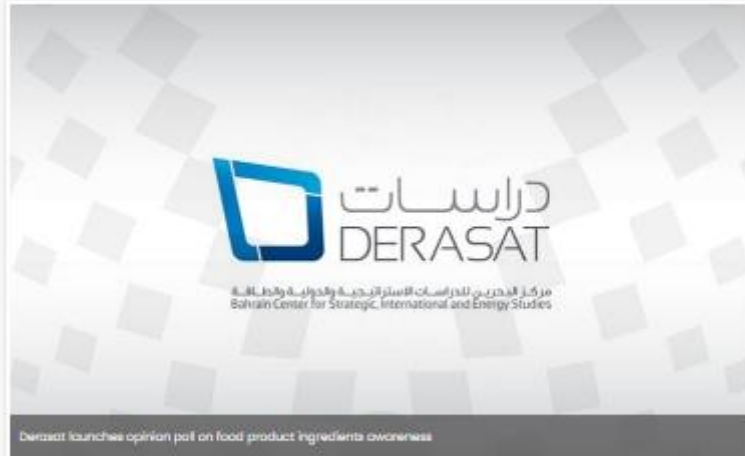 دراسات
DERASAT
مركز البحرين للدراسات الاستراتيجية والدولية والطاقة
Bahrain Center for Strategic, International and Energy Studies
Derasat launches opinion poll on food product ingredients awareness